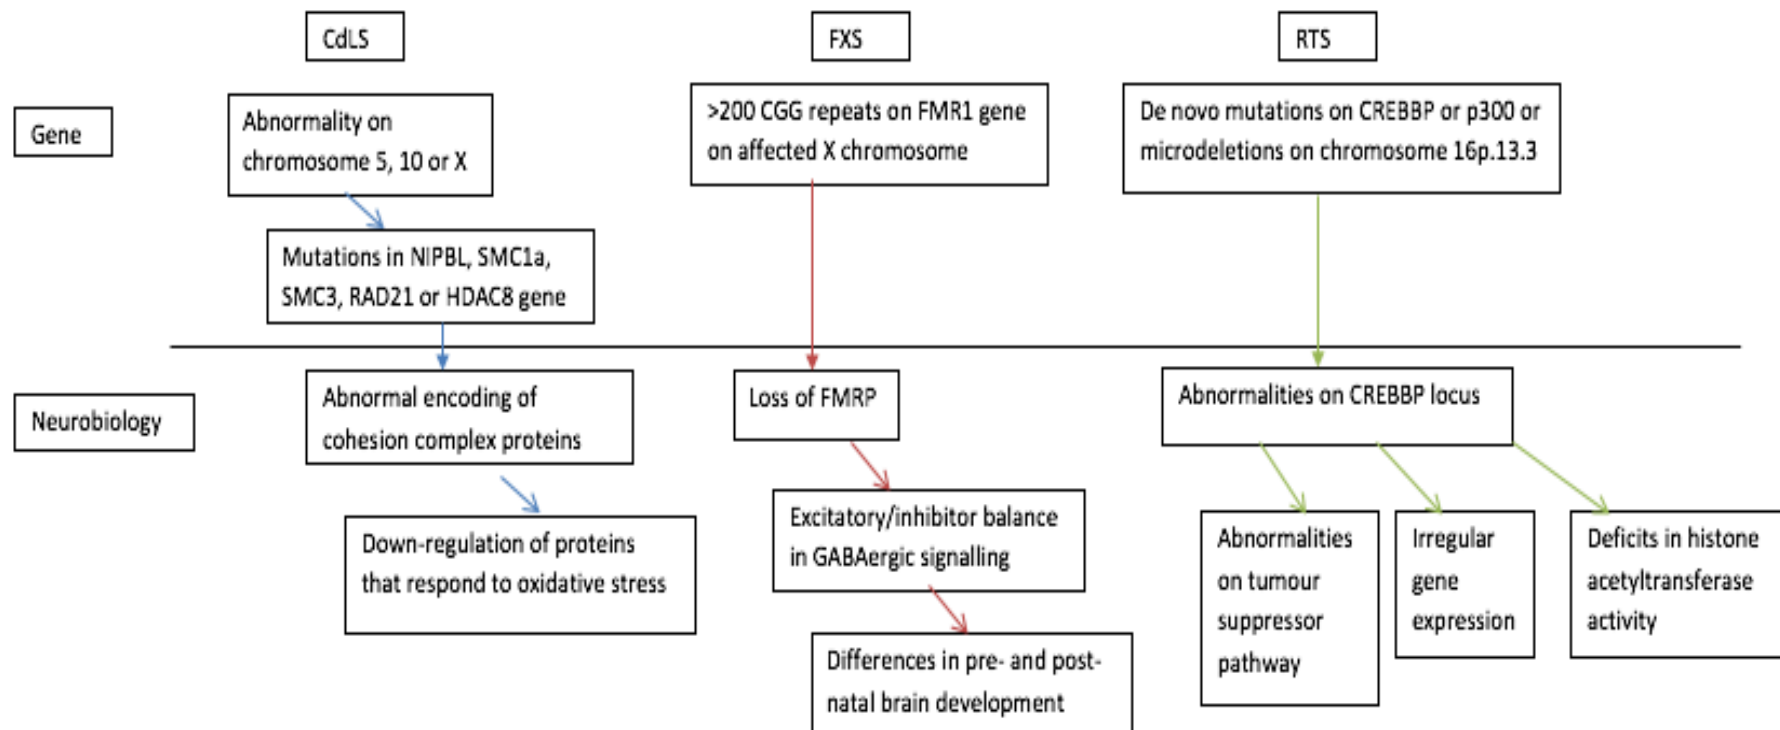 CdLS
FXS
RTS
Gene
Abnormality on
chromosome 5, 10 or X
>200 CGG repeats on FMR1 gene
on affected X chromosome
De novo mutations on CREBBP or p300 or
microdeletions on chromosome 16p.13.3
Mutations in NIPBL, SMC1a,
SMC3, RAD21 or HDAC8 gene
Neurobiology
Abnormal encoding of
cohesion complex proteins
Loss of FMRP
Abnormalities on CREBBP locus
Down-regulation of proteins
that respond to oxidative stress
Excitatory/inhibitor balance
in GABAergic signalling
Differences in pre- and post-
natal brain development
Abnormalities
on tumour
suppressor
pathway
Irregular
gene
expression
Deficits in histone
acetyltransferase
activity